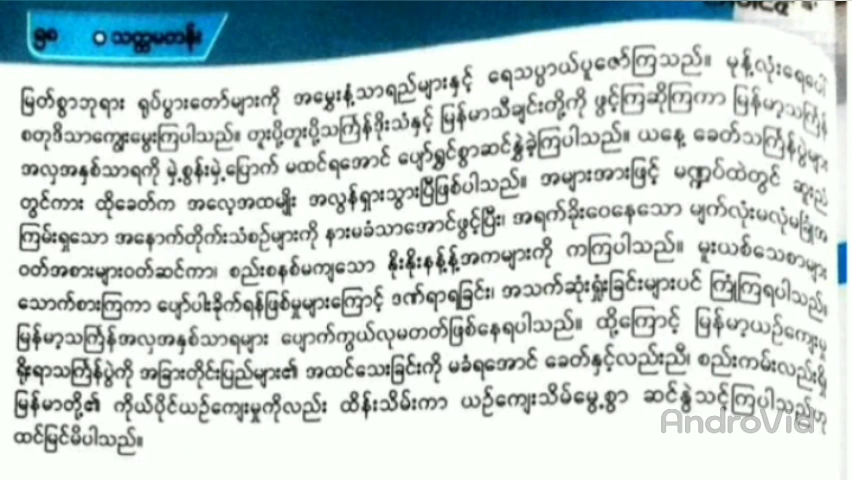 ၅၈ သတ္တမတန်း
မြတ်စွာဘုရား ရုပ်ပွားတော်များကို အမွှေးနံ့သာရည်များနှင့် ရေသပ္ပာယ်ပူဇော်ကြသည်။ မုန့်လုံးရေပေါ်
စတုဒိသာကျွေးမွေးကြပါသည်။ တူးပို့တူးပို့သင်္ကြန်ဒိုးသံနှင့် မြန်မာသီချင်းတို့ကို ဖွင့်ကြဆိုကြကာ မြန်မာ့သင်္ကြန်
အလှအနှစ်သာရကို မှဲ့စွန်းမှဲ့ပြောက် မထင်ရအောင် ပျော်ရွှင်စွာဆင်နွှဲခဲ့ကြပါသည်။ ယနေ့ ခေတ်သင်္ကြန်ပွဲများ
တွင်ကား ထိုခေတ်က အလေ့အထမျိုး အလွန်ရှားသွားပြီဖြစ်ပါသည်။ အများအားဖြင့် မဏ္ဍပ်ထဲတွင် ဆူညံ
ကြမ်းရှသော အနောက်တိုင်းသံစဉ်များကို နားမခံသာအောင်ဖွင့်ပြီး၊ အရက်ခိုးဝေနေသော မျက်လုံးမလုံမခြုံအ
ဝတ်အစားများဝတ်ဆင်ကာ၊ စည်းစနစ်မကျသော နိုးနိုးနန့်နန့်အကများကို ကကြပါသည်။ မူးယစ်သေစာများ
သောက်စားကြကာ ပျော်ပါးခိုက်ရန်ဖြစ်မှုများကြောင့် ဒဏ်ရာရခြင်း၊ အသက်ဆုံးရှုံးခြင်းများပင် ကြုံကြရပါသည်။
မြန်မာ့သင်္ကြန်အလှအနှစ်သာရများ ပျောက်ကွယ်လုမတတ်ဖြစ်နေရပါသည်။ ထို့ကြောင့် မြန်မာ့ယဉ်ကျေးမှု
ရိုးရာသင်္ကြန်ပွဲကို အခြားတိုင်းပြည်များ၏ အထင်သေးခြင်းကို မခံရအောင် ခေတ်နှင့်လည်းညီ၊ စည်းကမ်းလည်းရှိ
မြန်မာတို့၏ ကိုယ်ပိုင်ယဉ်ကျေးမှုကိုလည်း ထိန်းသိမ်းကာ ယဉ်ကျေးသိမ်မွေ့စွာ ဆင်နွှဲသင့်ကြပါသည်ဟု
ထင်မြင်မိပါသည်။
AndroVid